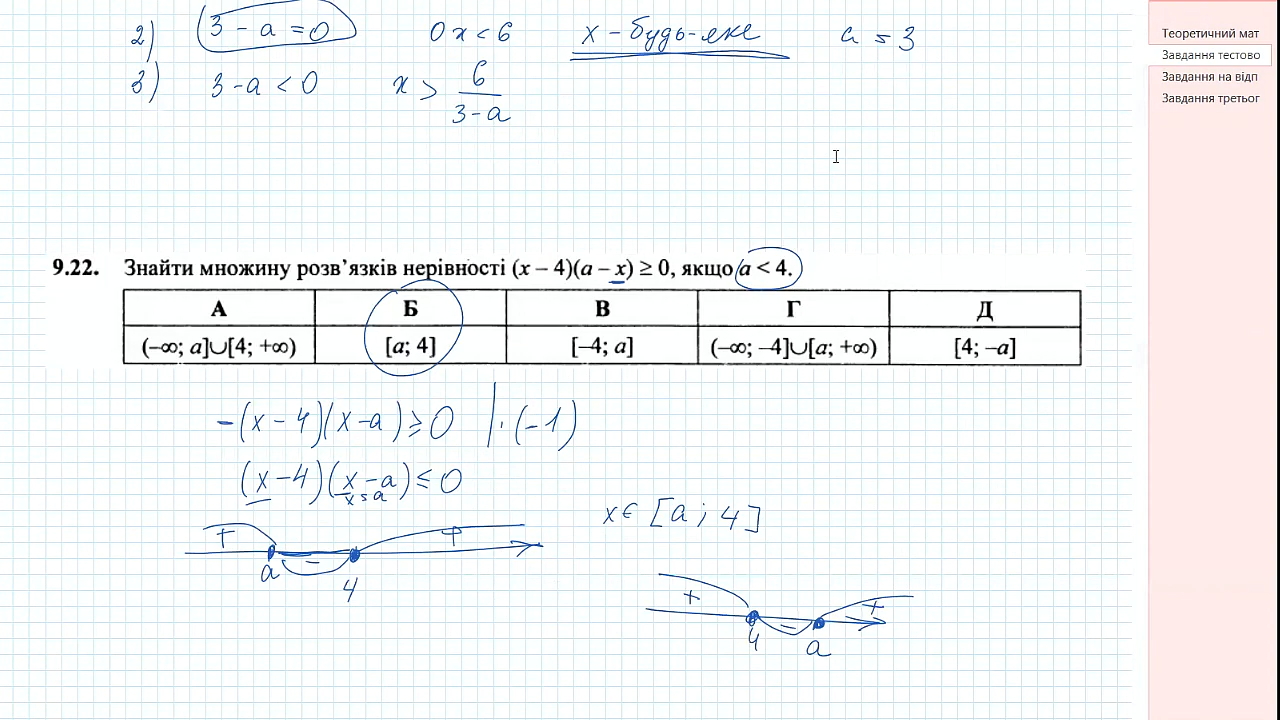 2) 3 - a = 0 0x < 6 x - будь-яке a = 3
3) 3 - a < 0 x > 6/(3-a)
Теоретичний мат
Завдання тестово
Завдання на відп
Завдання третьог
9.22. Знайти множину розв’язків нерівності (x – 4)(a – x) ≥ 0, якщо a < 4.
А Б В Г Д
(–∞; a]∪[4; +∞) [a; 4] [–4; a] (–∞; –4]∪[a; +∞) [4; –a]
-(x-4)(x-a) ≥ 0 | · (-1)
(x-4)(x-a) ≤ 0
x=a
x ∈ [a; 4]
+ - +
a 4
+ - +
4 a